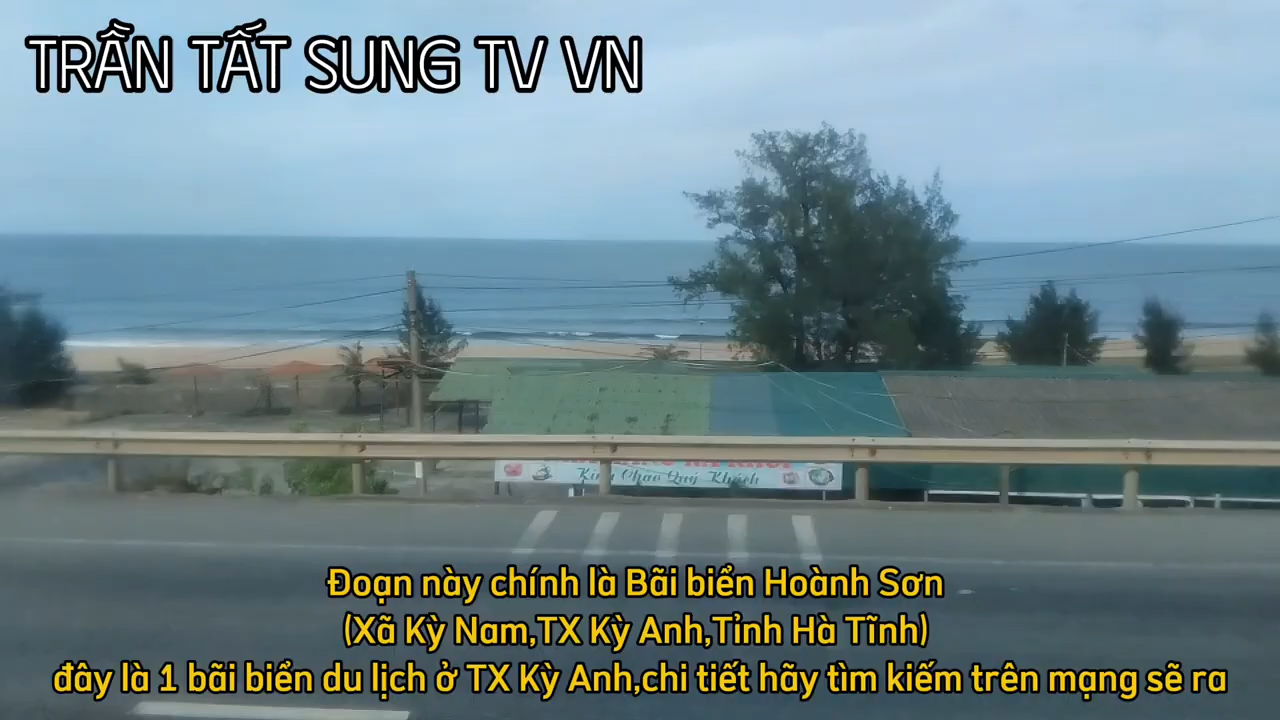 TRẦN TẤT SUNG TV VN
Kính Chào Quý Khách
Đoạn này chính là Bãi biển Hoành Sơn
(Xã Kỳ Nam,TX Kỳ Anh,Tỉnh Hà Tĩnh)
đây là 1 bãi biển du lịch ở TX Kỳ Anh,chi tiết hãy tìm kiếm trên mạng sẽ ra